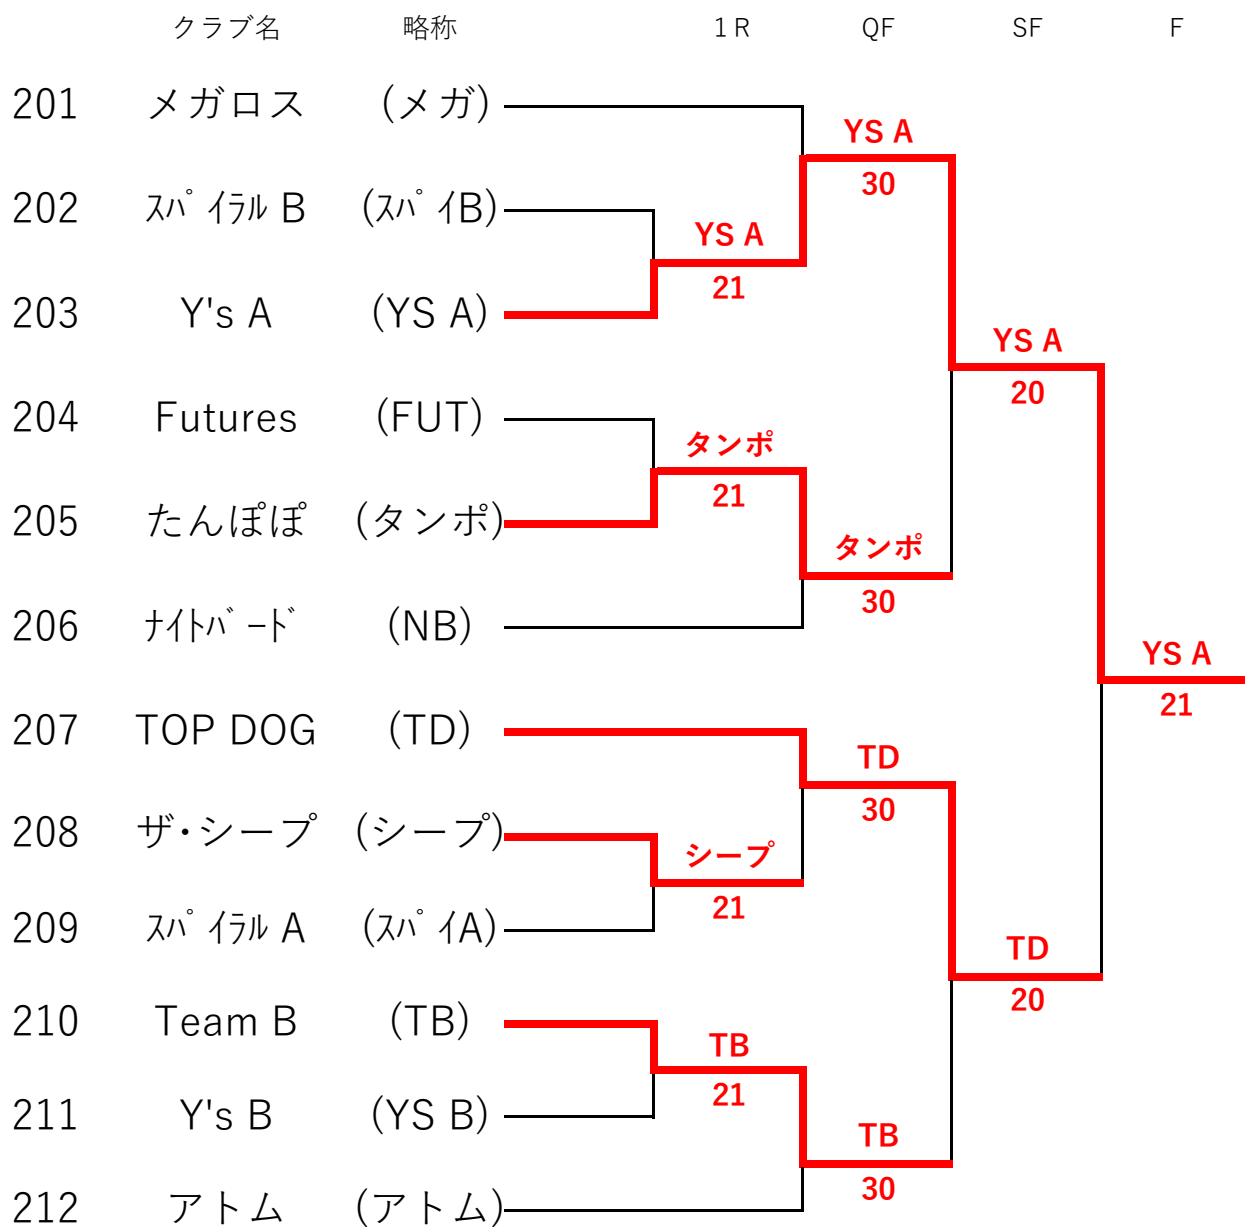 クラブ名 略称 1R QF SF F
201 メガロス (メガ)
YS A
30
202 ｽﾊﾟｲﾗﾙ B (ｽﾊﾟｲB)
YS A
21
203 Y's A (YS A)
YS A
20
204 Futures (FUT)
タンポ
21
205 たんぽぽ (タンポ)
タンポ
30
206 ﾅｲﾄﾊﾞｰﾄﾞ (NB)
YS A
21
207 TOP DOG (TD)
TD
30
208 ザ・シープ (シープ)
シープ
21
209 ｽﾊﾟｲﾗﾙ A (ｽﾊﾟｲA)
TD
20
210 Team B (TB)
TB
21
211 Y's B (YS B)
TB
30
212 アトム (アトム)